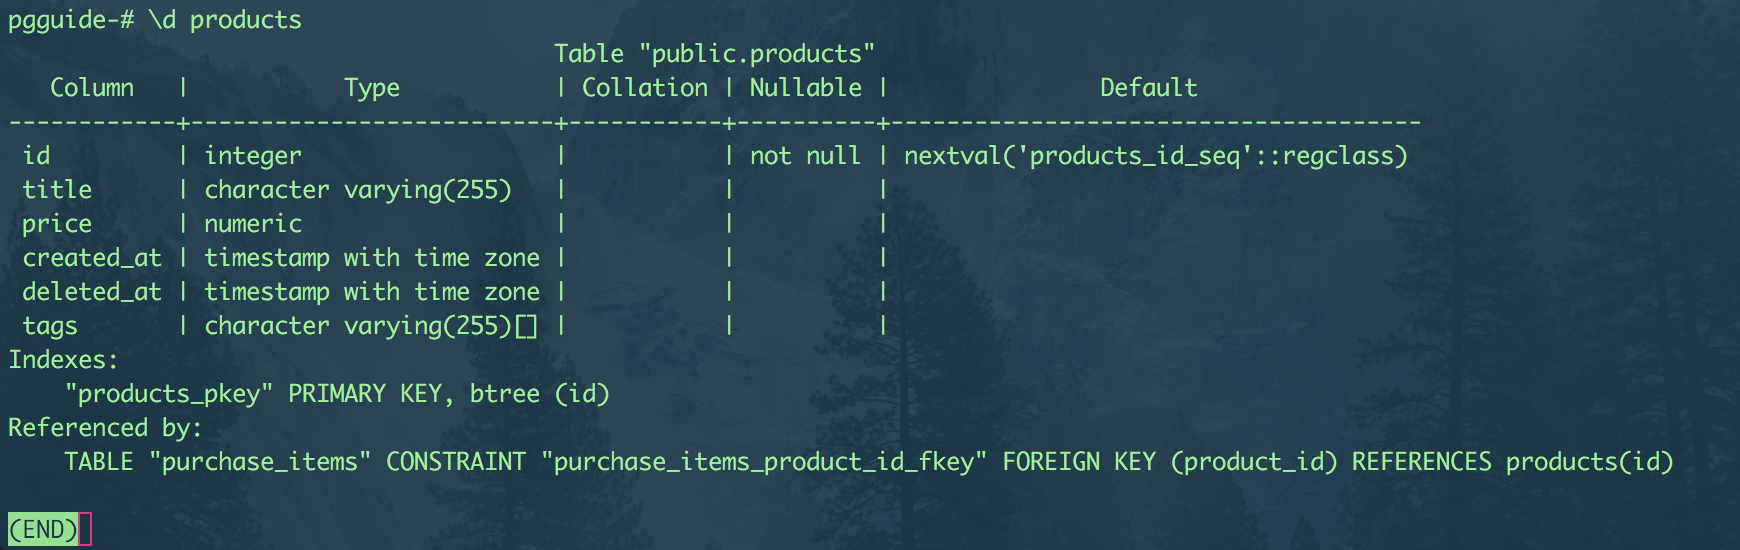 pgguide-# \d products
                                       Table "public.products"
   Column   |           Type           | Collation | Nullable |               Default
------------+--------------------------+-----------+----------+--------------------------------------
 id         | integer                  |           | not null | nextval('products_id_seq'::regclass)
 title      | character varying(255)   |           |          |
 price      | numeric                  |           |          |
 created_at | timestamp with time zone |           |          |
 deleted_at | timestamp with time zone |           |          |
 tags       | character varying(255)[] |           |          |
Indexes:
    "products_pkey" PRIMARY KEY, btree (id)
Referenced by:
    TABLE "purchase_items" CONSTRAINT "purchase_items_product_id_fkey" FOREIGN KEY (product_id) REFERENCES products(id)

(END)